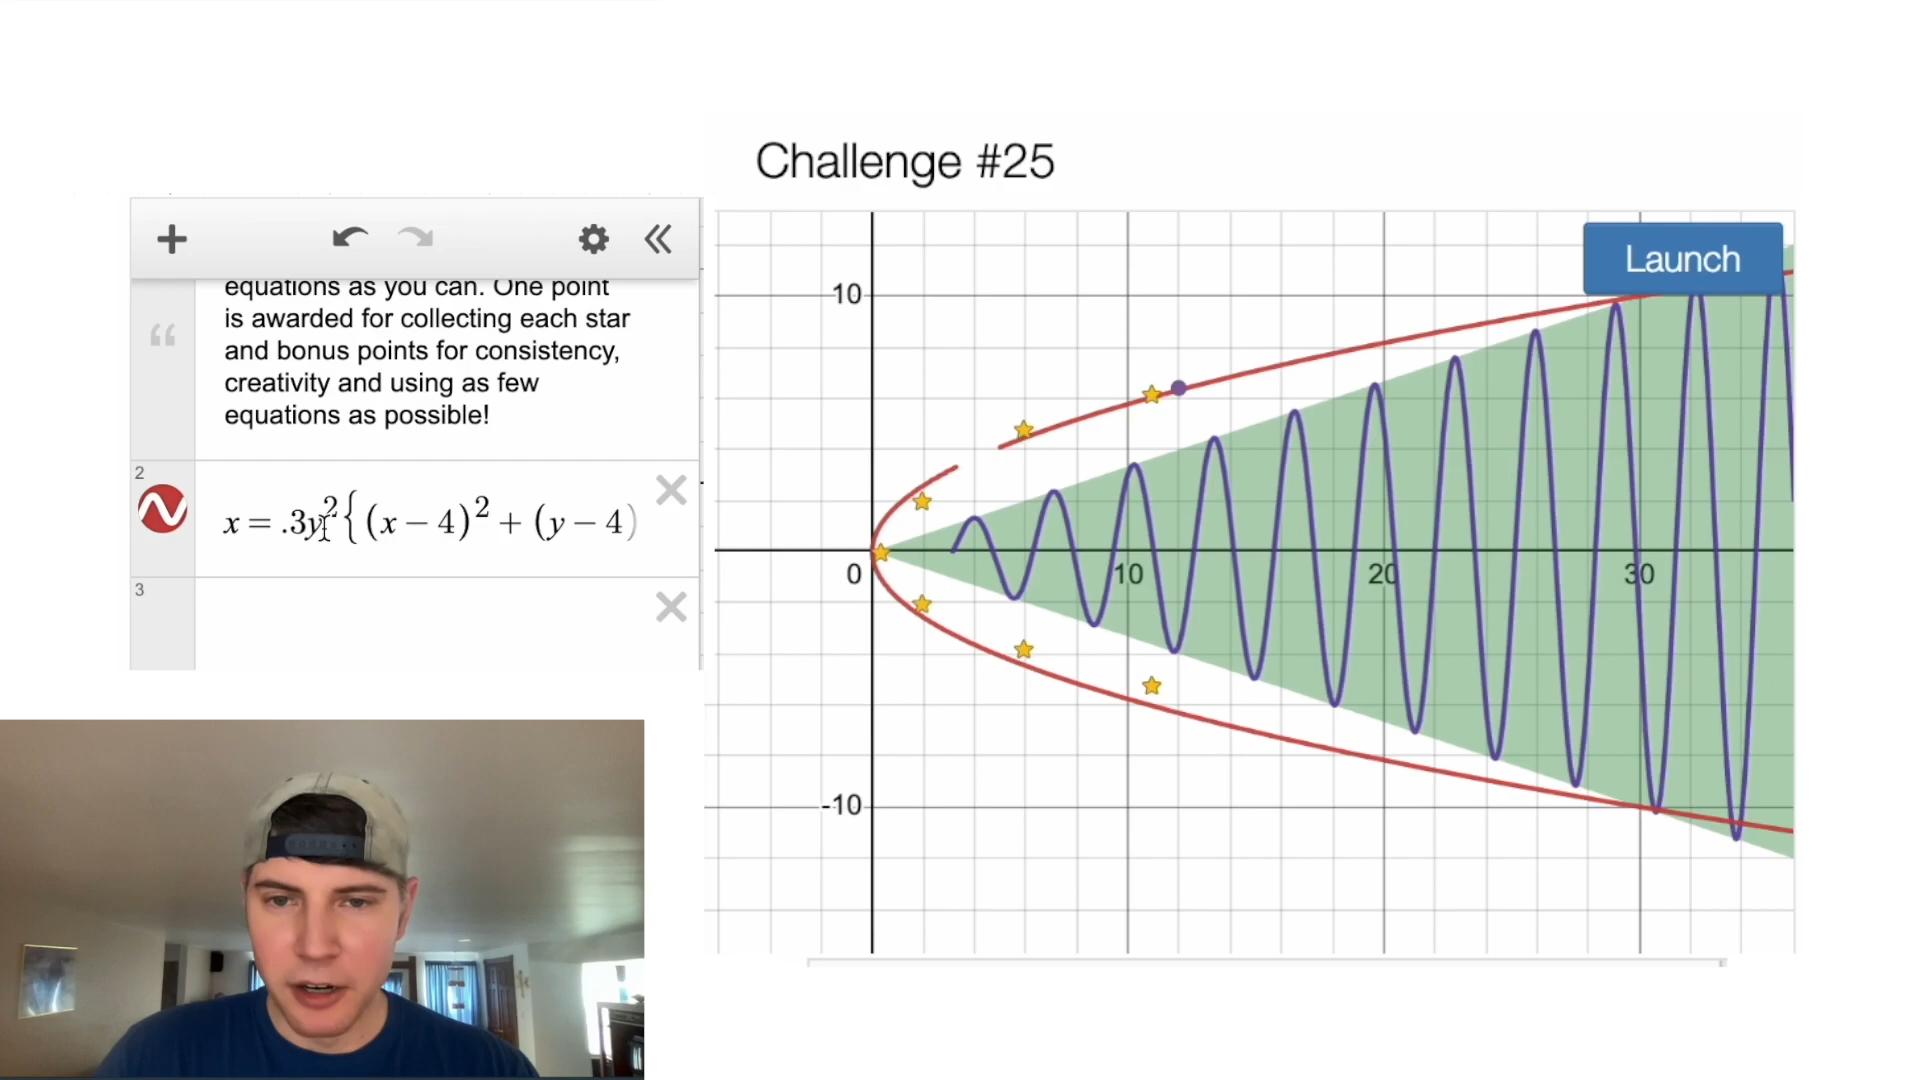 Challenge #25
equations as you can. One point
is awarded for collecting each star
and bonus points for consistency,
creativity and using as few
equations as possible!
2
x = .3y²{(x − 4)² + (y − 4)
3
Launch
10
0
10
20
30
-10